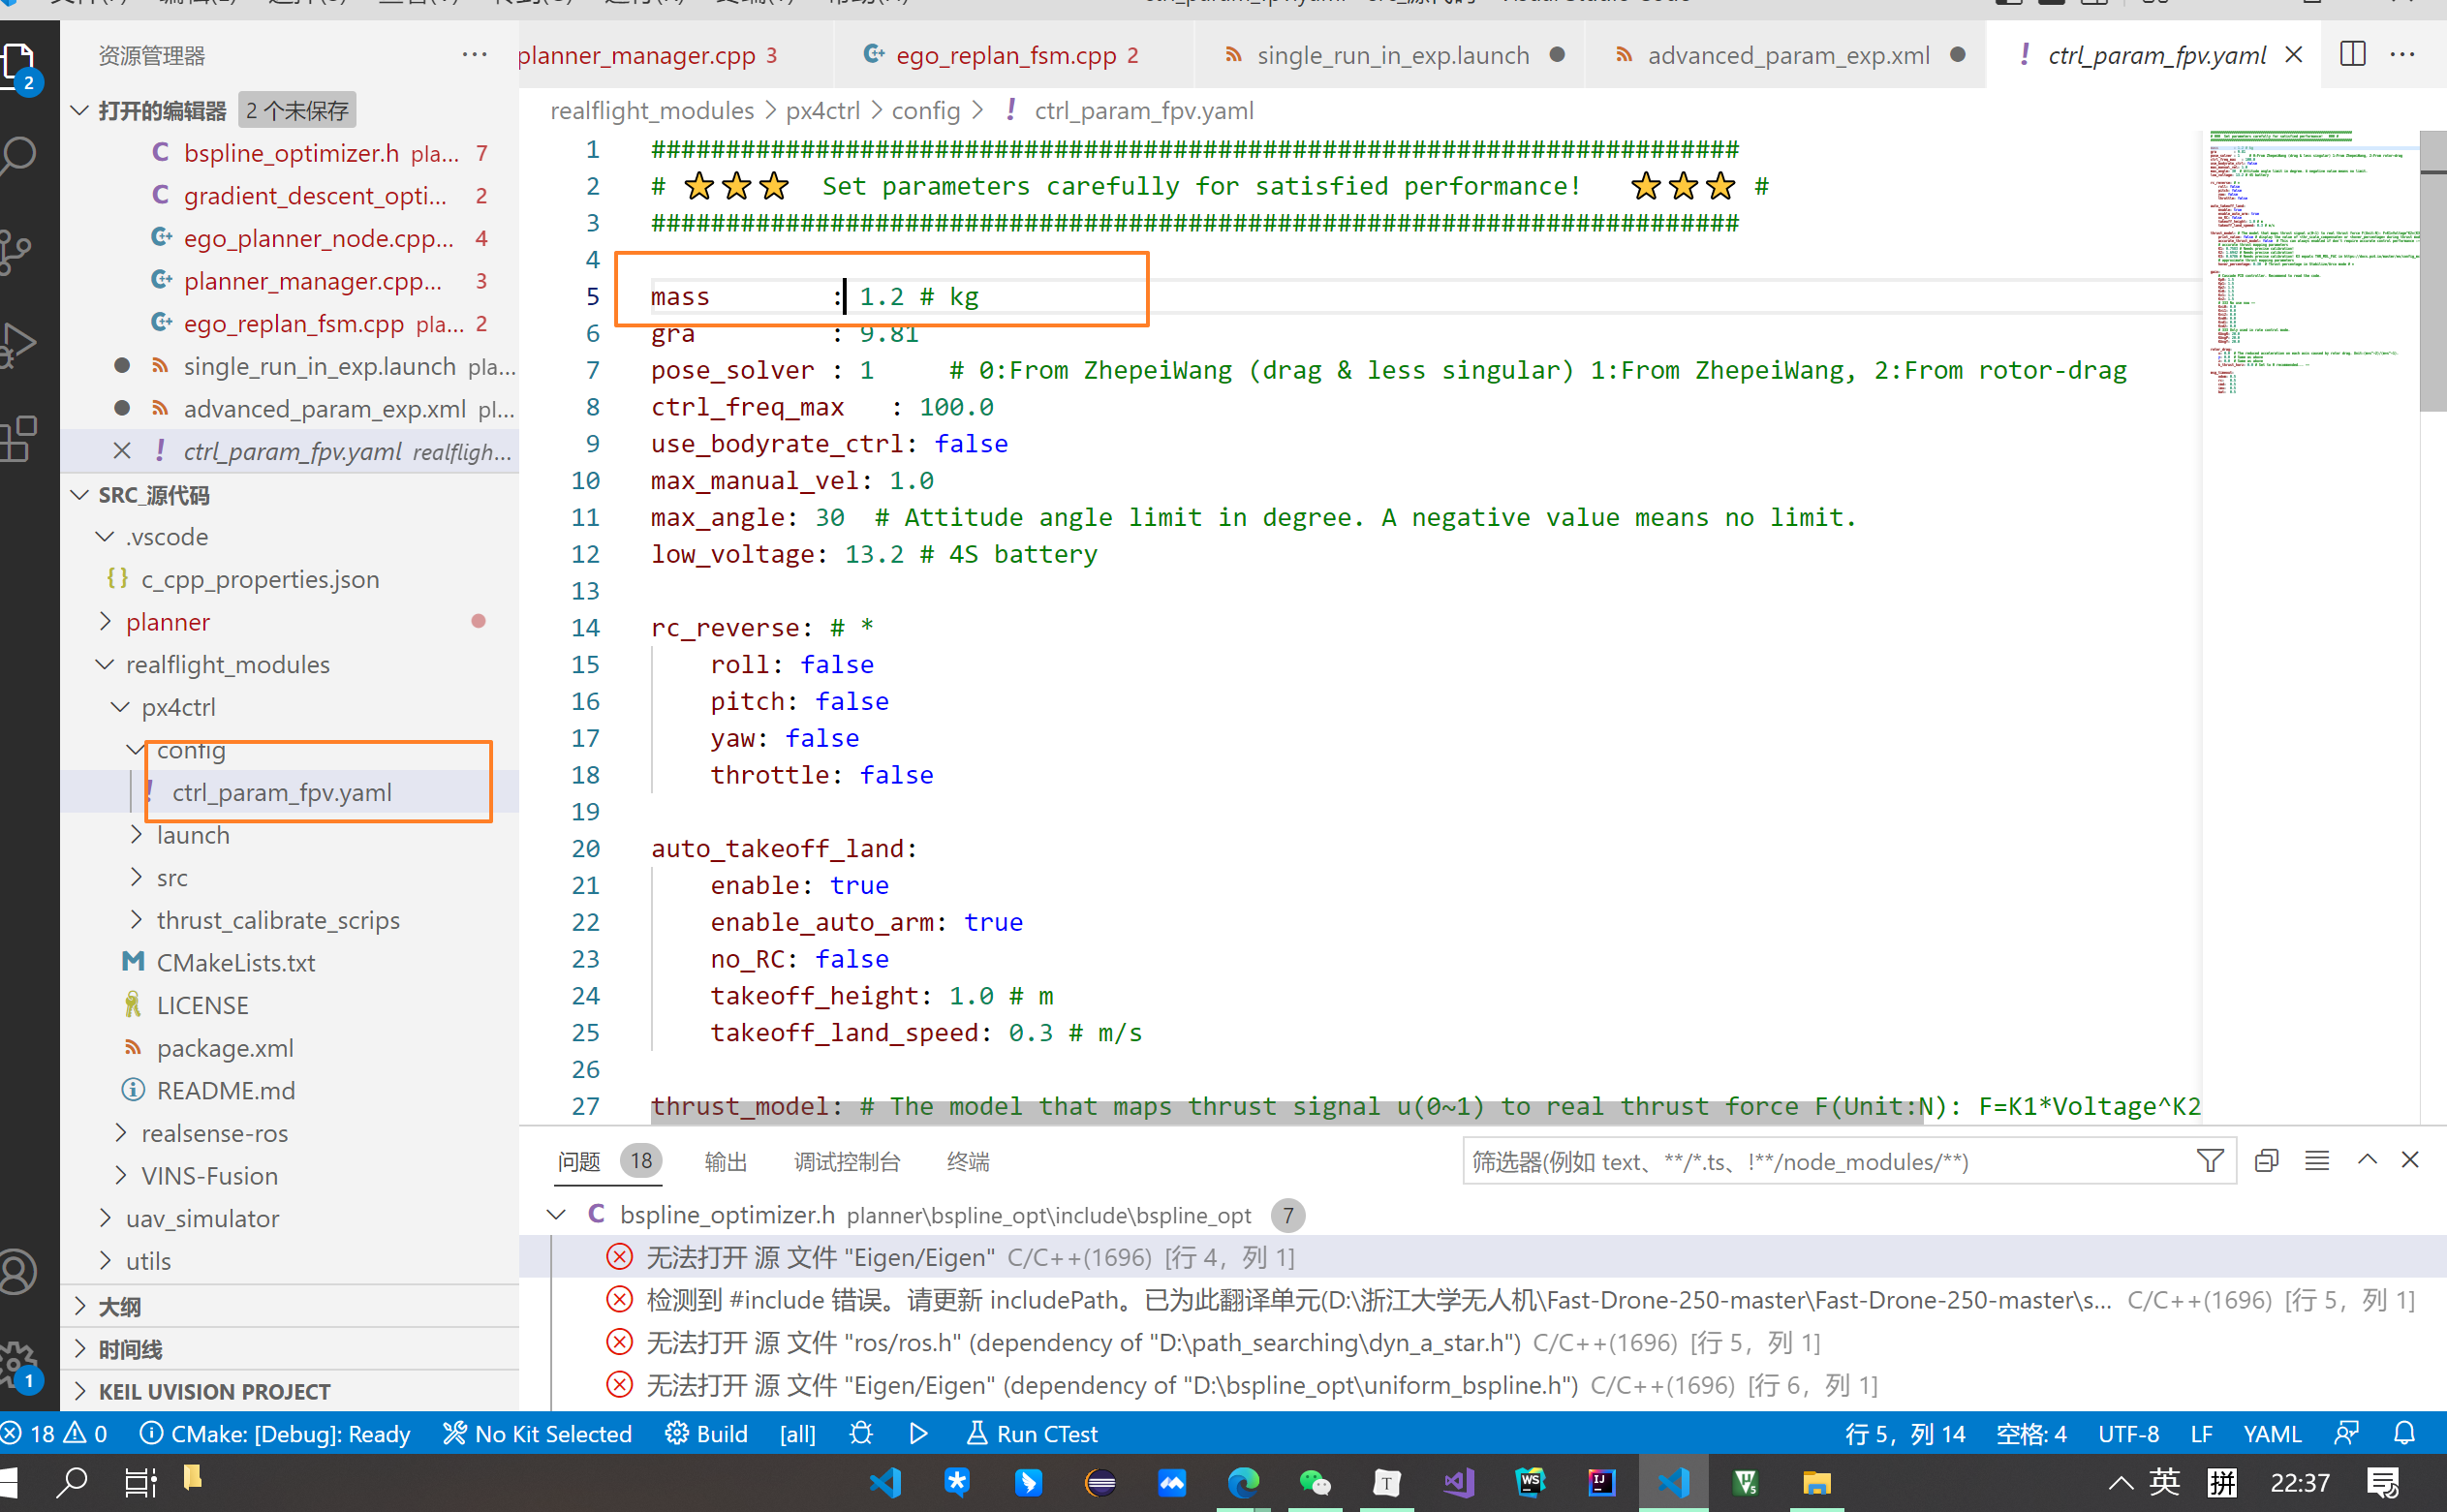 资源管理器
打开的编辑器 2 个未保存
bspline_optimizer.h pla... 7
gradient_descent_opti... 2
ego_planner_node.cpp... 4
planner_manager.cpp... 3
ego_replan_fsm.cpp pla... 2
single_run_in_exp.launch pla...
advanced_param_exp.xml pl...
ctrl_param_fpv.yaml realfligh...
SRC_源代码
.vscode
c_cpp_properties.json
planner
realflight_modules
px4ctrl
config
ctrl_param_fpv.yaml
launch
src
thrust_calibrate_scrips
CMakeLists.txt
LICENSE
package.xml
README.md
realsense-ros
VINS-Fusion
uav_simulator
utils
大纲
时间线
KEIL UVISION PROJECT
2
1
planner_manager.cpp 3
ego_replan_fsm.cpp 2
single_run_in_exp.launch
advanced_param_exp.xml
ctrl_param_fpv.yaml
realflight_modules > px4ctrl > config > ! ctrl_param_fpv.yaml
1 #########################################################################
2 # ⭐⭐⭐ Set parameters carefully for satisfied performance! ⭐⭐⭐ #
3 #########################################################################
4
5 mass : 1.2 # kg
6 gra : 9.81
7 pose_solver : 1 # 0:From ZhepeiWang (drag & less singular) 1:From ZhepeiWang, 2:From rotor-drag
8 ctrl_freq_max : 100.0
9 use_bodyrate_ctrl: false
10 max_manual_vel: 1.0
11 max_angle: 30 # Attitude angle limit in degree. A negative value means no limit.
12 low_voltage: 13.2 # 4S battery
13
14 rc_reverse: # *
15 roll: false
16 pitch: false
17 yaw: false
18 throttle: false
19
20 auto_takeoff_land:
21 enable: true
22 enable_auto_arm: true
23 no_RC: false
24 takeoff_height: 1.0 # m
25 takeoff_land_speed: 0.3 # m/s
26
27 thrust_model: # The model that maps thrust signal u(0~1) to real thrust force F(Unit:N): F=K1*Voltage^K2
问题 18 输出 调试控制台 终端 筛选器(例如 text、**/*.ts、!**/node_modules/**)
bspline_optimizer.h planner\bspline_opt\include\bspline_opt 7
无法打开 源 文件 "Eigen/Eigen" C/C++(1696) [行 4，列 1]
检测到 #include 错误。请更新 includePath。已为此翻译单元(D:\浙江大学无人机\Fast-Drone-250-master\Fast-Drone-250-master\s... C/C++(1696) [行 5，列 1]
无法打开 源 文件 "ros/ros.h" (dependency of "D:\path_searching\dyn_a_star.h") C/C++(1696) [行 5，列 1]
无法打开 源 文件 "Eigen/Eigen" (dependency of "D:\bspline_opt\uniform_bspline.h") C/C++(1696) [行 6，列 1]
18 0 CMake: [Debug]: Ready No Kit Selected Build [all] Run CTest 行 5，列 14 空格: 4 UTF-8 LF YAML
英 拼 22:37